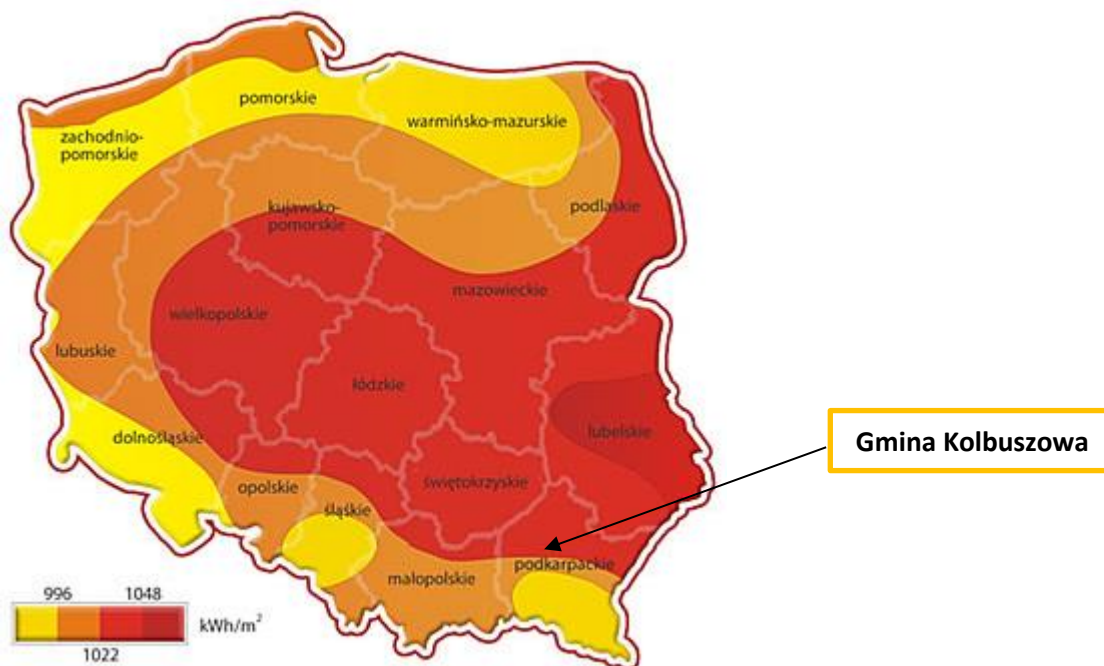 pomorskie
warmińsko-mazurskie
zachodnio-
pomorskie
podlaskie
kujawsko-
pomorskie
mazowieckie
wielkopolskie
lubuskie
łódzkie
dolnośląskie
lubelskie
Gmina Kolbuszowa
opolskie
świętokrzyskie
śląskie
podkarpackie
małopolskie
996 1048
kWh/m²
1022